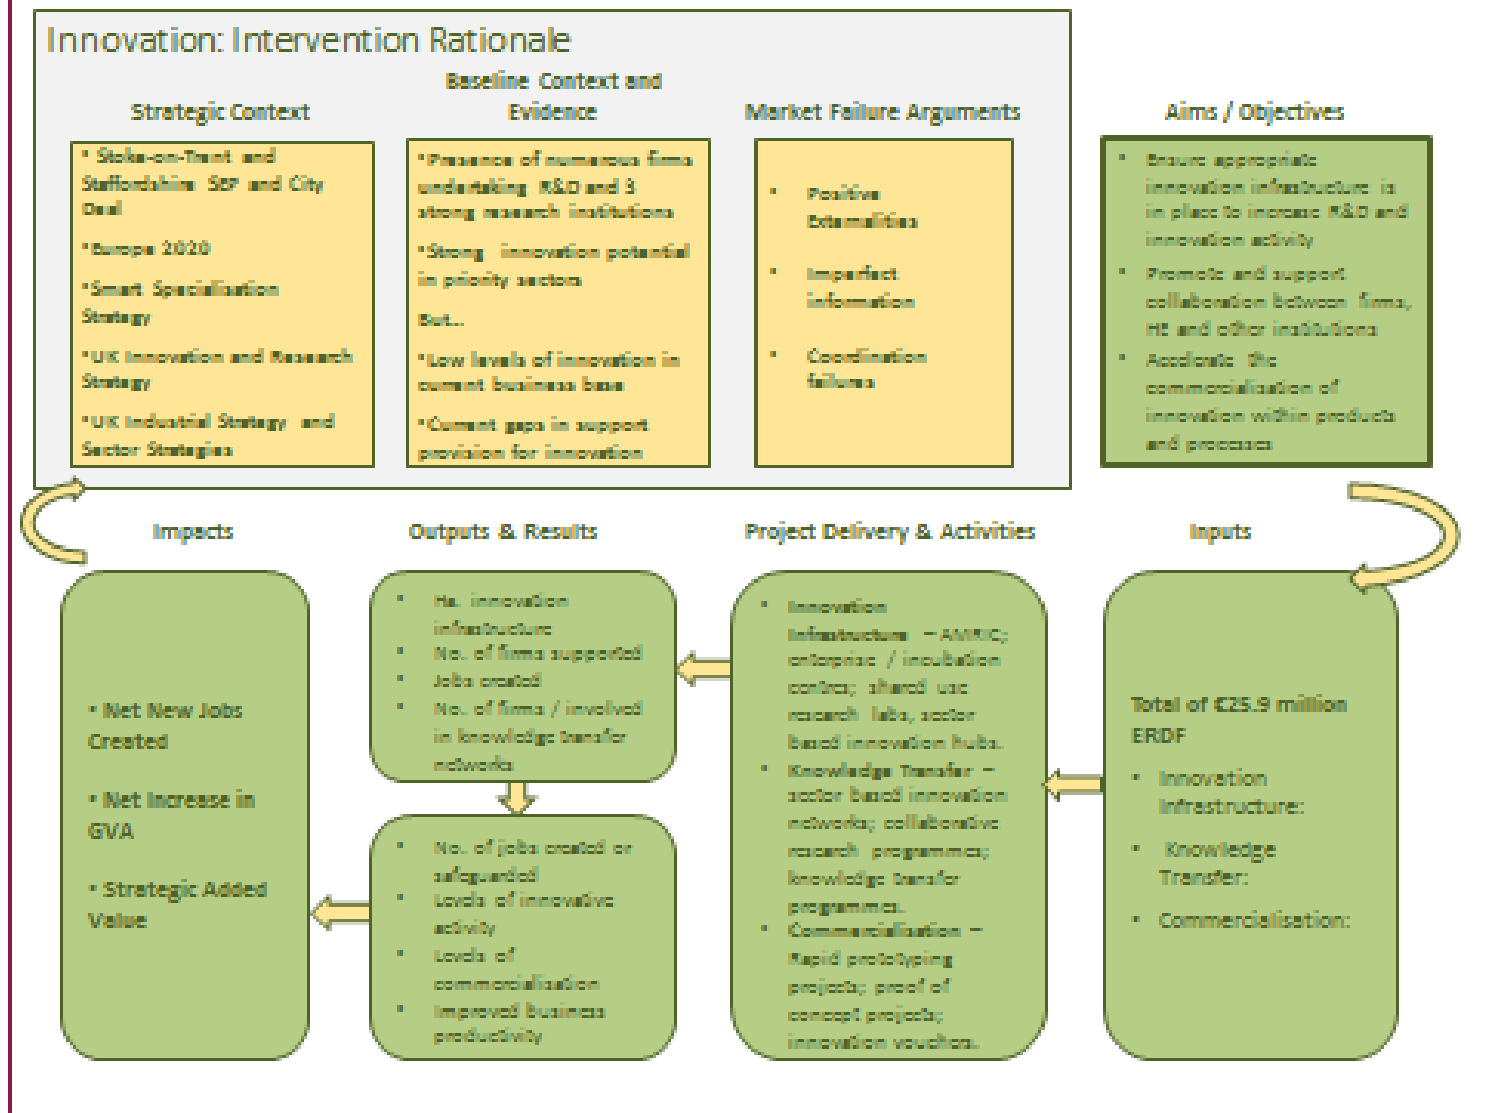 Innovation: Intervention Rationale
Strategic Context
* Stoke-on-Trent and
Staffordshire SEP and City
Deal
*Europe 2020
*Smart Specialisation
Strategy
*UK Innovation and Research
Strategy
*UK Industrial Strategy and
Sector Strategies
Baseline Context and
Evidence
*Presence of numerous firms
undertaking R&D and 3
strong research institutions
*Strong innovation potential
in priority sectors
But...
*Low levels of innovation in
current business base
*Current gaps in support
provision for innovation
Market Failure Arguments
• Positive
Externalities
• Imperfect
information
• Coordination
failures
Aims / Objectives
• Ensure appropriate
innovation infrastructure is
in place to increase R&D and
innovation activity
• Promote and support
collaboration between firms,
HE and other institutions
• Accelerate the
commercialisation of
innovation within products
and processes
Inputs
Total of €25.9 million
ERDF
• Innovation
Infrastructure:
• Knowledge
Transfer:
• Commercialisation:
Project Delivery & Activities
• Innovation
Infrastructure – AMRIC;
enterprise / incubation
centres; shared use
research labs, sector
based innovation hubs.
• Knowledge Transfer –
sector based innovation
networks; collaborative
research programmes;
knowledge transfer
programmes.
• Commercialisation –
Rapid prototyping
projects; proof of
concept projects;
innovation vouchers.
Outputs & Results
• Ha. innovation
infrastructure
• No. of firms supported
• Jobs created
• No. of firms / involved
in knowledge transfer
networks
• No. of jobs created or
safeguarded
• Levels of innovative
activity
• Levels of
commercialisation
• Improved business
productivity
Impacts
• Net New Jobs
Created
• Net Increase in
GVA
• Strategic Added
Value